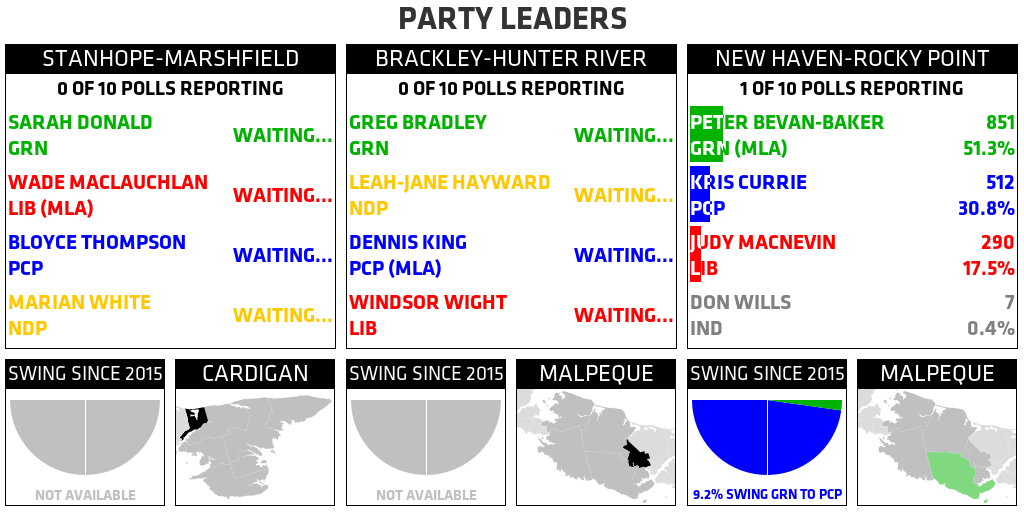 PARTY LEADERS
STANHOPE-MARSHFIELD
0 OF 10 POLLS REPORTING
SARAH DONALD
GRN
WAITING...
WADE MACLAUCHLAN
LIB (MLA)
WAITING...
BLOYCE THOMPSON
PCP
WAITING...
MARIAN WHITE
NDP
WAITING...
BRACKLEY-HUNTER RIVER
0 OF 10 POLLS REPORTING
GREG BRADLEY
GRN
WAITING...
LEAH-JANE HAYWARD
NDP
WAITING...
DENNIS KING
PCP (MLA)
WAITING...
WINDSOR WIGHT
LIB
WAITING...
NEW HAVEN-ROCKY POINT
1 OF 10 POLLS REPORTING
PETER BEVAN-BAKER 851
GRN (MLA) 51.3%
KRIS CURRIE 512
PCP 30.8%
JUDY MACNEVIN 290
LIB 17.5%
DON WILLS 7
IND 0.4%
SWING SINCE 2015
NOT AVAILABLE
CARDIGAN
SWING SINCE 2015
NOT AVAILABLE
MALPEQUE
SWING SINCE 2015
9.2% SWING GRN TO PCP
MALPEQUE